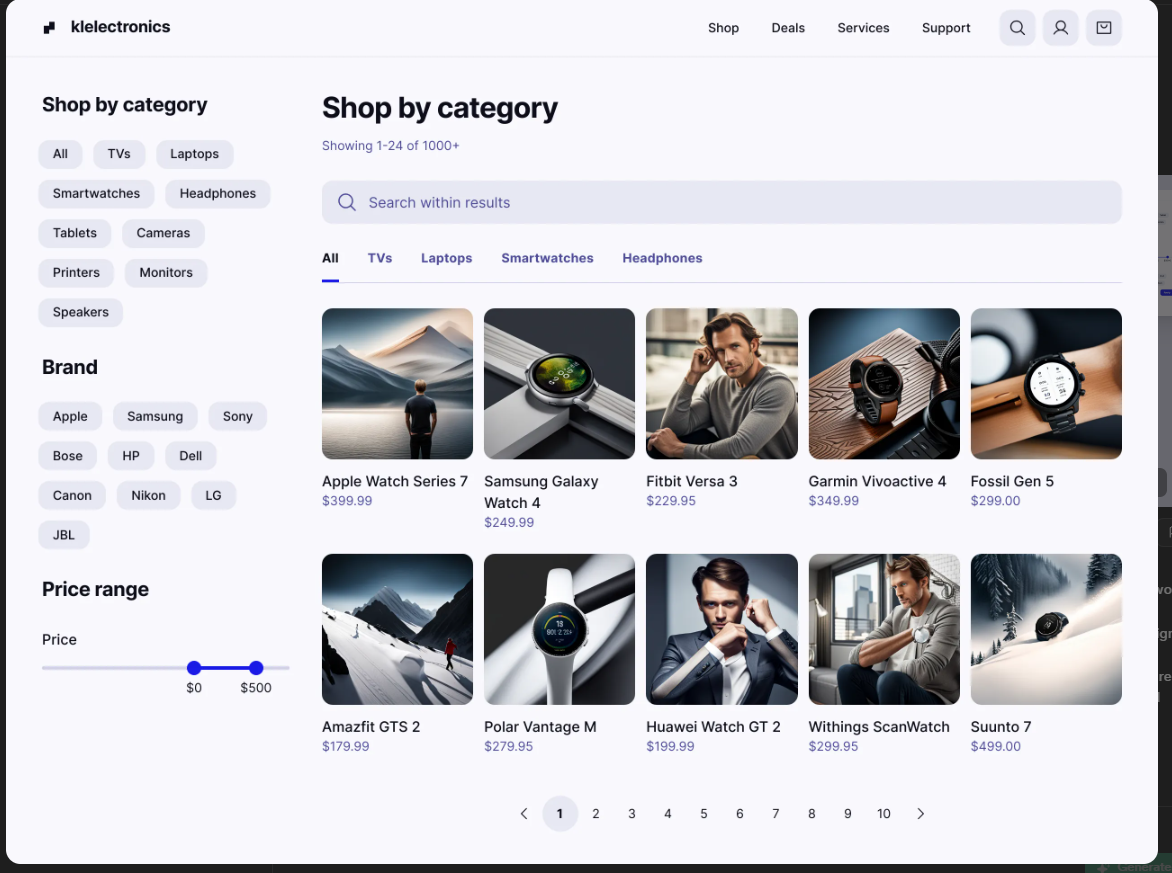 klelectronics
Shop Deals Services Support
Shop by category
All TVs Laptops
Smartwatches Headphones
Tablets Cameras
Printers Monitors
Speakers
Brand
Apple Samsung Sony
Bose HP Dell
Canon Nikon LG
JBL
Price range
Price
$0 $500
Shop by category
Showing 1-24 of 1000+
Search within results
All TVs Laptops Smartwatches Headphones
Apple Watch Series 7
$399.99
Samsung Galaxy
Watch 4
$249.99
Fitbit Versa 3
$229.95
Garmin Vivoactive 4
$349.99
Fossil Gen 5
$299.00
Amazfit GTS 2
$179.99
Polar Vantage M
$279.95
Huawei Watch GT 2
$199.99
Withings ScanWatch
$299.95
Suunto 7
$499.00
1 2 3 4 5 6 7 8 9 10
Generate